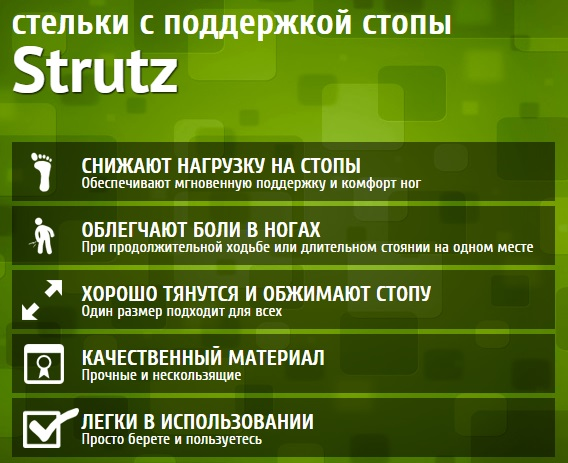 стельки с поддержкой стопы
Strutz
СНИЖАЮТ НАГРУЗКУ НА СТОПЫ
Обеспечивают мгновенную поддержку и комфорт ног
ОБЛЕГЧАЮТ БОЛИ В НОГАХ
При продолжительной ходьбе или длительном стоянии на одном месте
ХОРОШО ТЯНУТСЯ И ОБЖИМАЮТ СТОПУ
Один размер подходит для всех
КАЧЕСТВЕННЫЙ МАТЕРИАЛ
Прочные и нескользящие
ЛЕГКИ В ИСПОЛЬЗОВАНИИ
Просто берете и пользуетесь